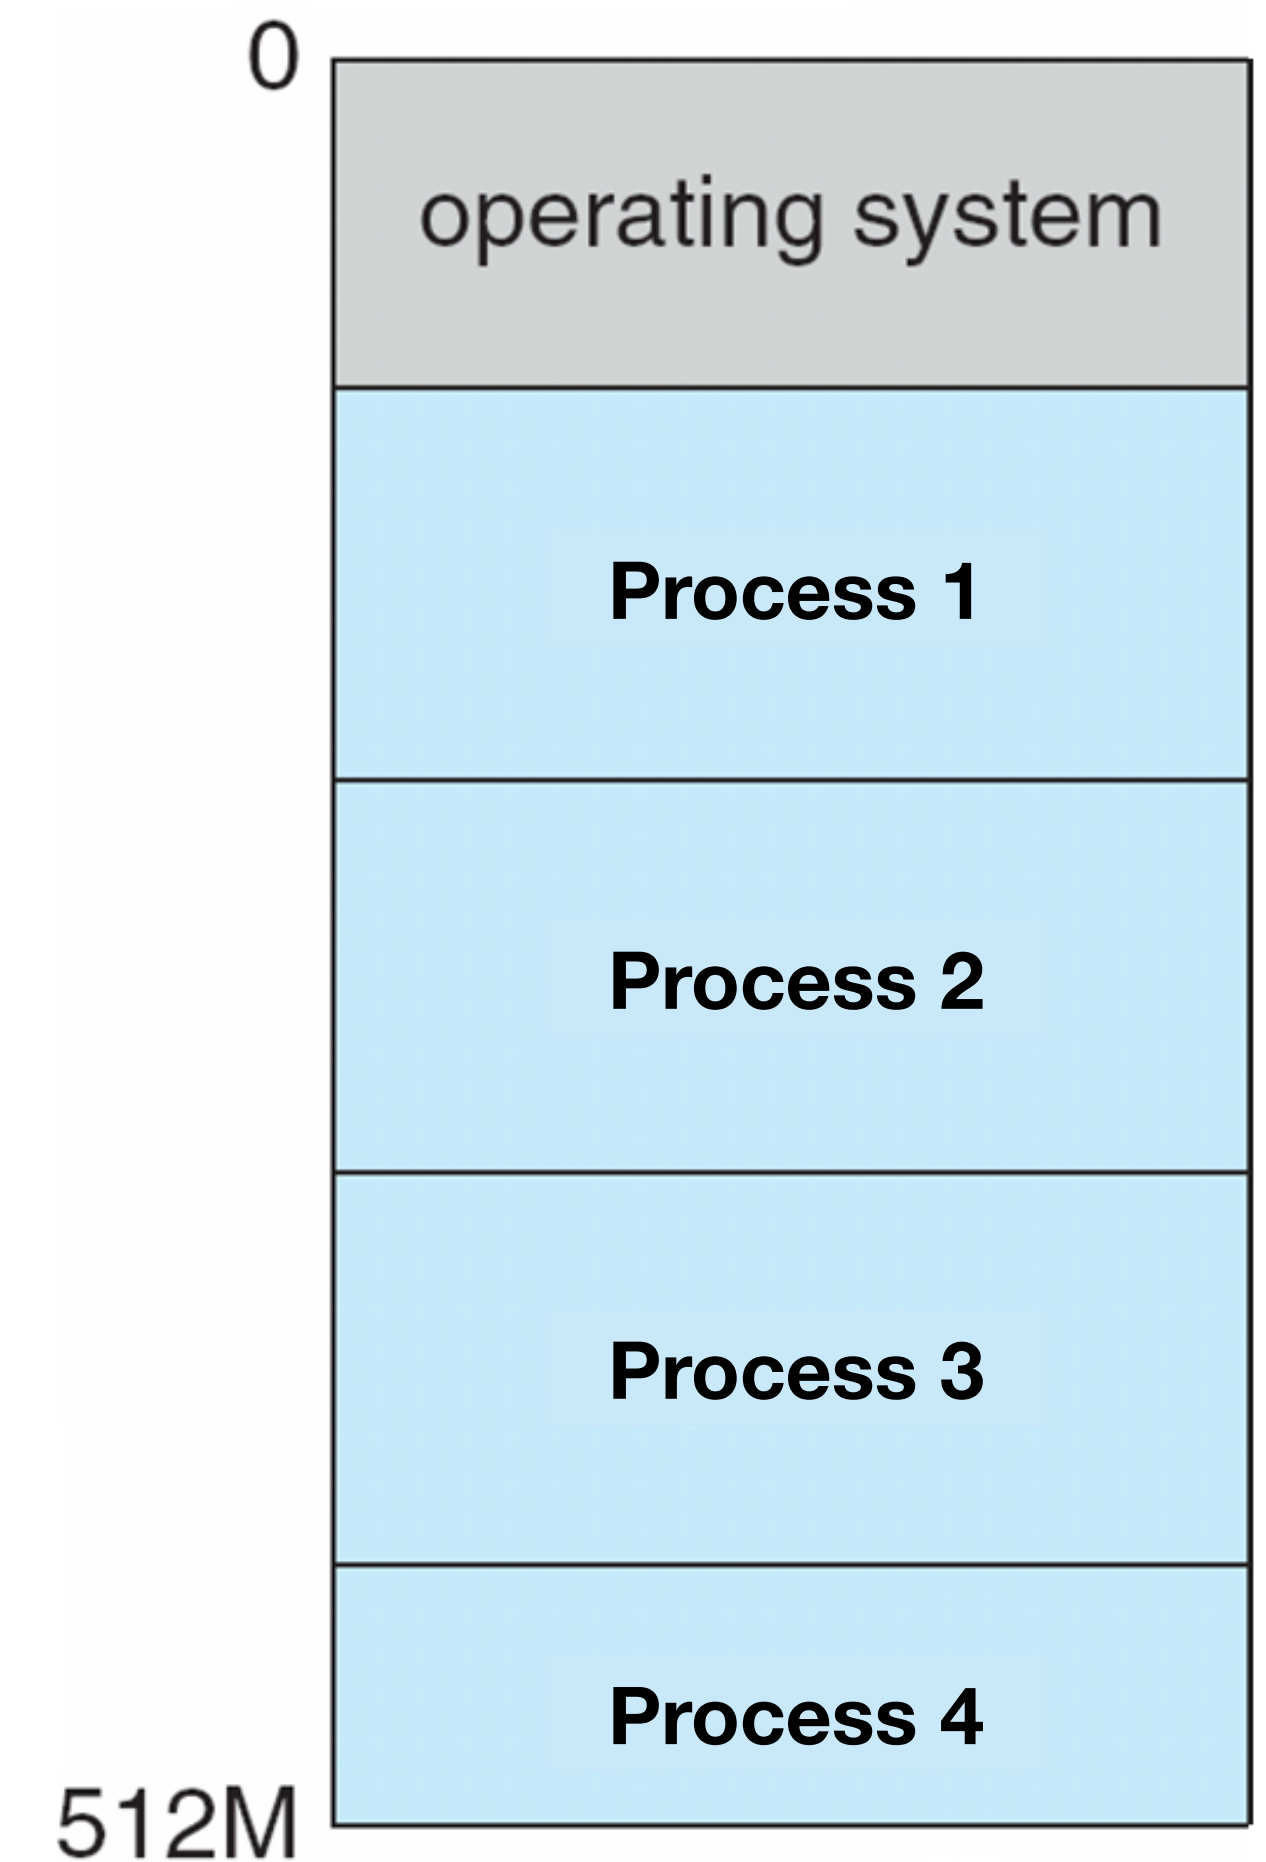 0
operating system
Process 1
Process 2
Process 3
Process 4
512M